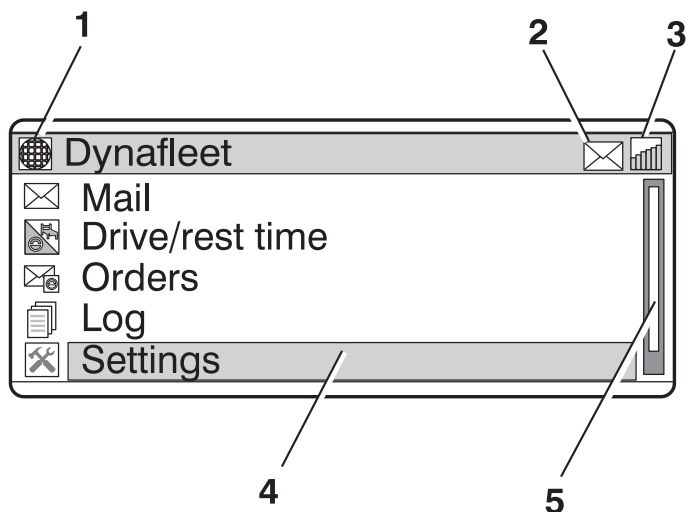 1 2 3
Dynafleet
Mail
Drive/rest time
Orders
Log
Settings
4 5